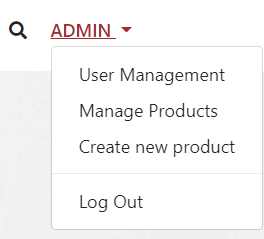 ADMIN
User Management
Manage Products
Create new product
Log Out